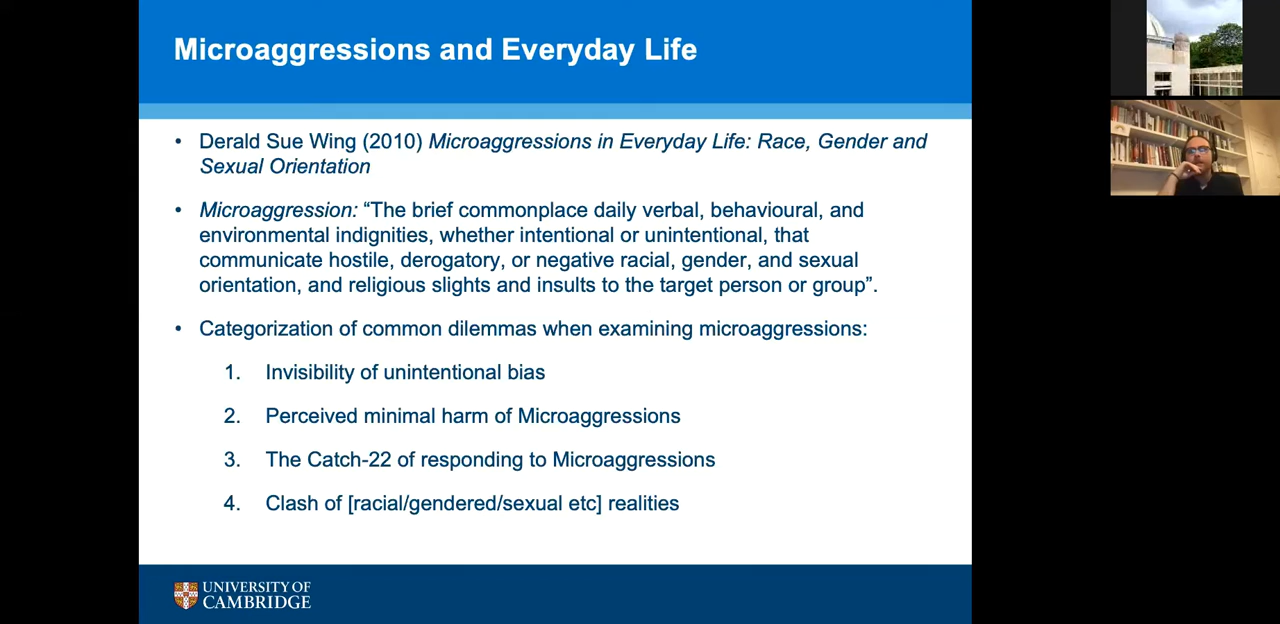 Microaggressions and Everyday Life
• Derald Sue Wing (2010) Microaggressions in Everyday Life: Race, Gender and
Sexual Orientation
• Microaggression: “The brief commonplace daily verbal, behavioural, and
environmental indignities, whether intentional or unintentional, that
communicate hostile, derogatory, or negative racial, gender, and sexual
orientation, and religious slights and insults to the target person or group”.
• Categorization of common dilemmas when examining microaggressions:
1. Invisibility of unintentional bias
2. Perceived minimal harm of Microaggressions
3. The Catch-22 of responding to Microaggressions
4. Clash of [racial/gendered/sexual etc] realities
UNIVERSITY OF
CAMBRIDGE